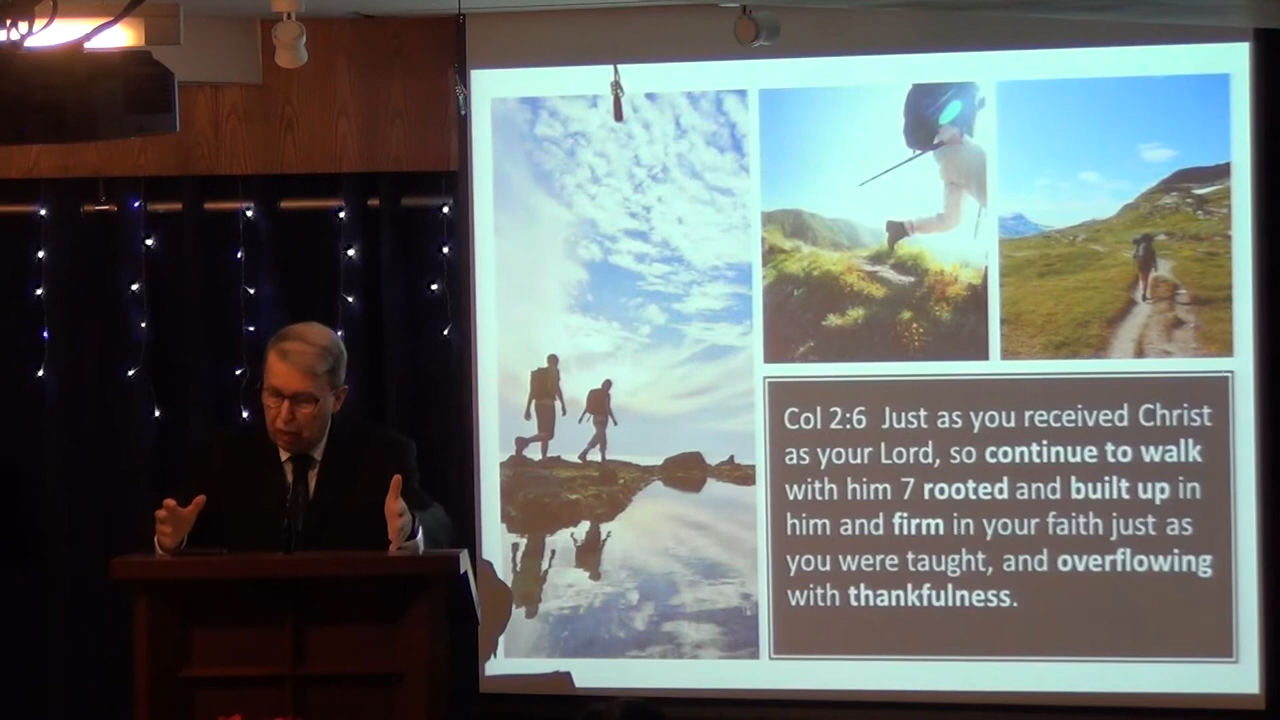 Col 2:6 Just as you received Christ
as your Lord, so continue to walk
with him 7 rooted and built up in
him and firm in your faith just as
you were taught, and overflowing
with thankfulness.